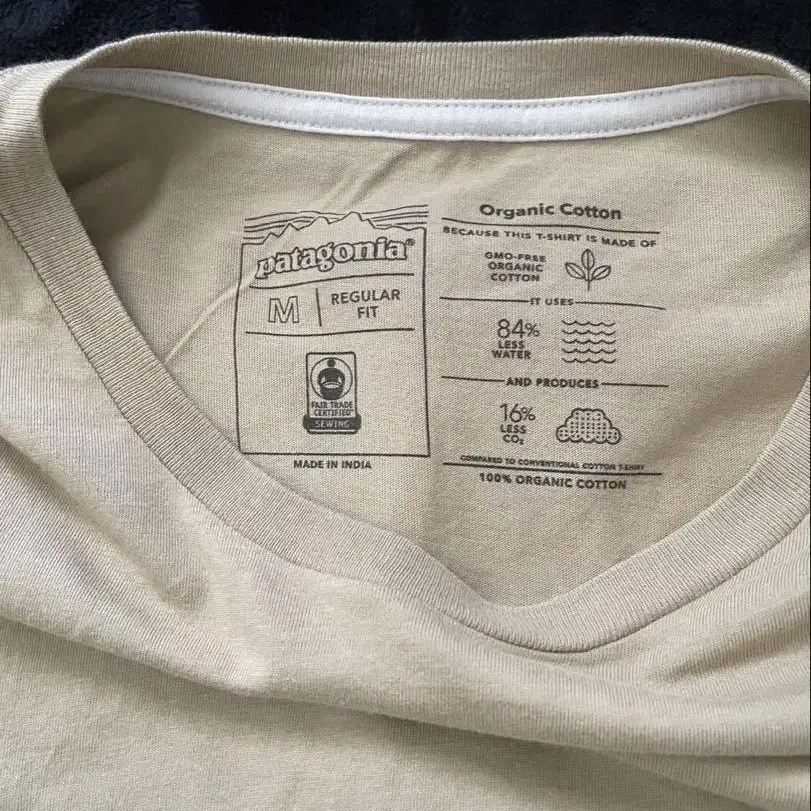 patagonia®
M
REGULAR
FIT
FAIR TRADE
CERTIFIED™
SEWING
MADE IN INDIA
Organic Cotton
BECAUSE THIS T-SHIRT IS MADE OF
GMO-FREE
ORGANIC
COTTON
IT USES
84%
LESS
WATER
AND PRODUCES
16%
LESS
CO₂
COMPARED TO CONVENTIONAL COTTON T-SHIRT
100% ORGANIC COTTON